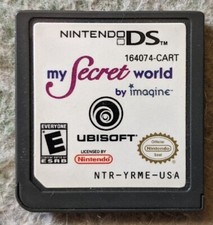 NINTENDO DS™
164074-CART
my Secret world
by imagine
EVERYONE
E
ESRB
UBISOFT
LICENSED BY
Nintendo
Official
Nintendo
Seal
NTR-YRME-USA